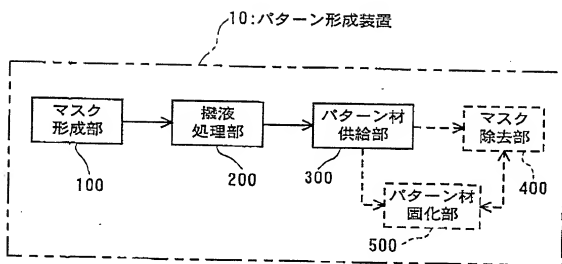 10:パターン形成装置
マスク
形成部
100
撥液
処理部
200
パターン材
供給部
300
マスク
除去部
400
パターン材
固化部
500